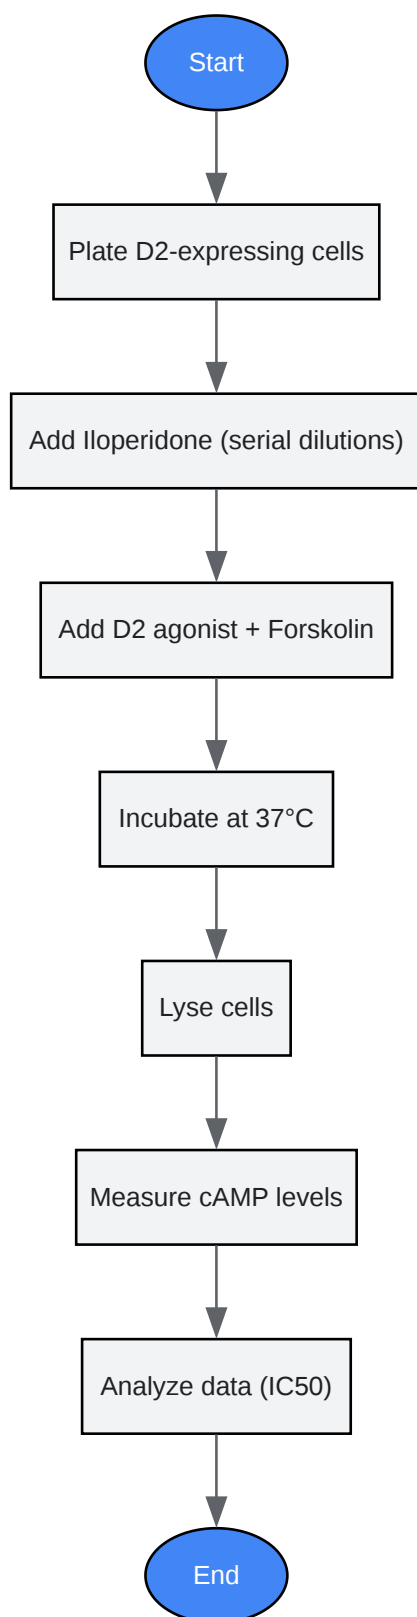 Start
Plate D2-expressing cells
Add Iloperidone (serial dilutions)
Add D2 agonist + Forskolin
Incubate at 37°C
Lyse cells
Measure cAMP levels
Analyze data (IC50)
End